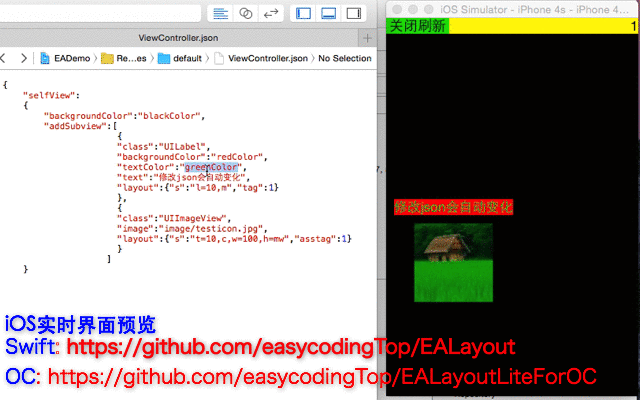 ViewController.json
EADemo
Re...es
default
ViewController.json
No Selection
{
"selfView":
{
"backgroundColor":"blackColor",
"addSubview":[
{
"class":"UILabel",
"backgroundColor":"redColor",
"textColor":"greenColor",
"text":"修改json会自动变化",
"layout":{"s":"l=10,m","tag":1}
},
{
"class":"UIImageView",
"image":"image/testicon.jpg",
"layout":{"s":"t=10,c,w=100,h=mw","asstag":1}
}
]
}
iOS Simulator - iPhone 4s - iPhone 4...
关闭刷新
1
修改json会自动变化
iOS实时界面预览
Swift: https://github.com/easycodingTop/EALayout
OC: https://github.com/easycodingTop/EALayoutLiteForOC